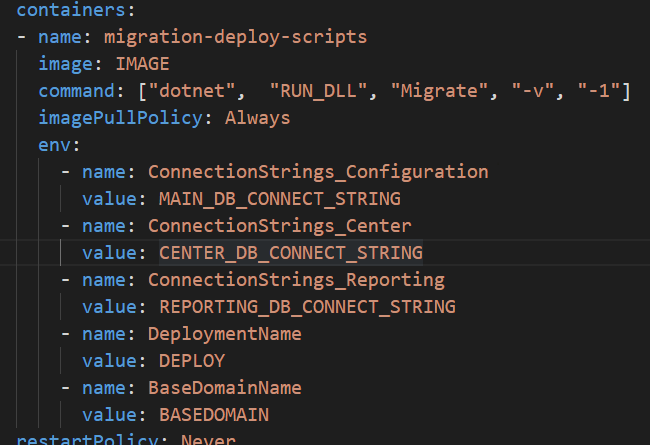 containers:
- name: migration-deploy-scripts
image: IMAGE
command: ["dotnet",  "RUN_DLL", "Migrate", "-v", "-1"]
imagePullPolicy: Always
env:
- name: ConnectionStrings_Configuration
value: MAIN_DB_CONNECT_STRING
- name: ConnectionStrings_Center
value: CENTER_DB_CONNECT_STRING
- name: ConnectionStrings_Reporting
value: REPORTING_DB_CONNECT_STRING
- name: DeploymentName
value: DEPLOY
- name: BaseDomainName
value: BASEDOMAIN
restartPolicy: Never